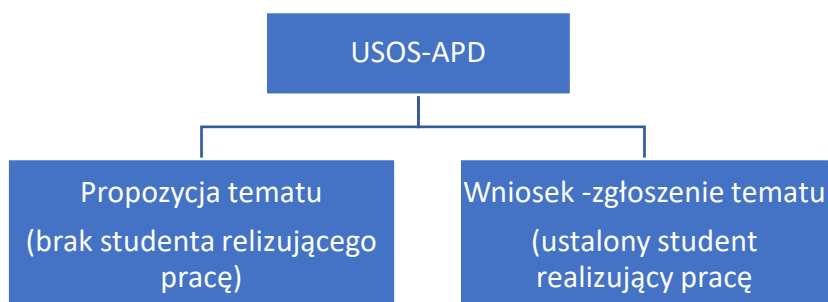 USOS-APD
Propozycja tematu
(brak studenta relizującego
pracę)
Wniosek -zgłoszenie tematu
(ustalony student
realizujący pracę